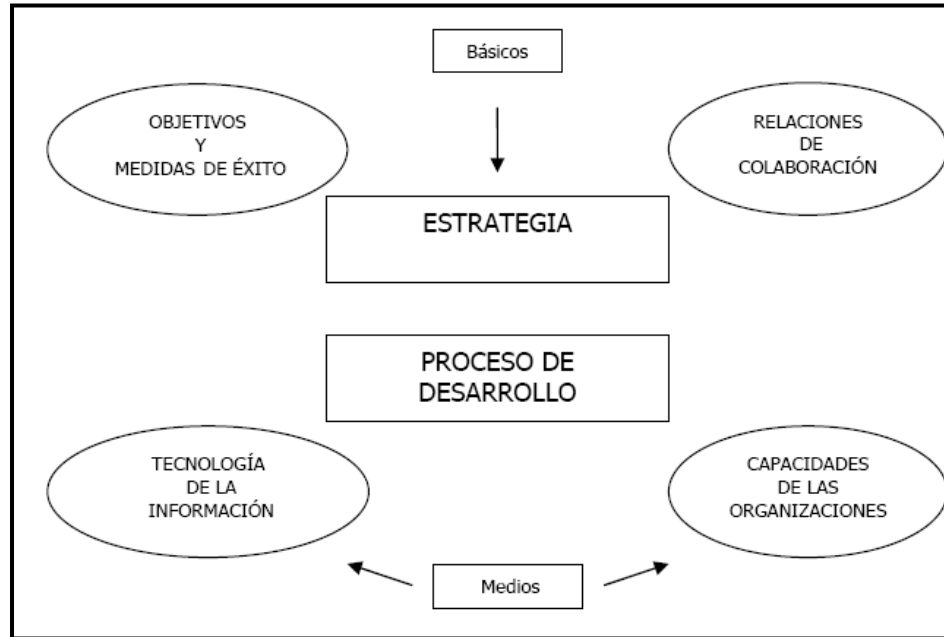 Básicos
OBJETIVOS
Y
MEDIDAS DE ÉXITO
RELACIONES
DE
COLABORACIÓN
ESTRATEGIA
PROCESO DE
DESARROLLO
TECNOLOGÍA
DE LA
INFORMACIÓN
CAPACIDADES
DE LAS
ORGANIZACIONES
Medios